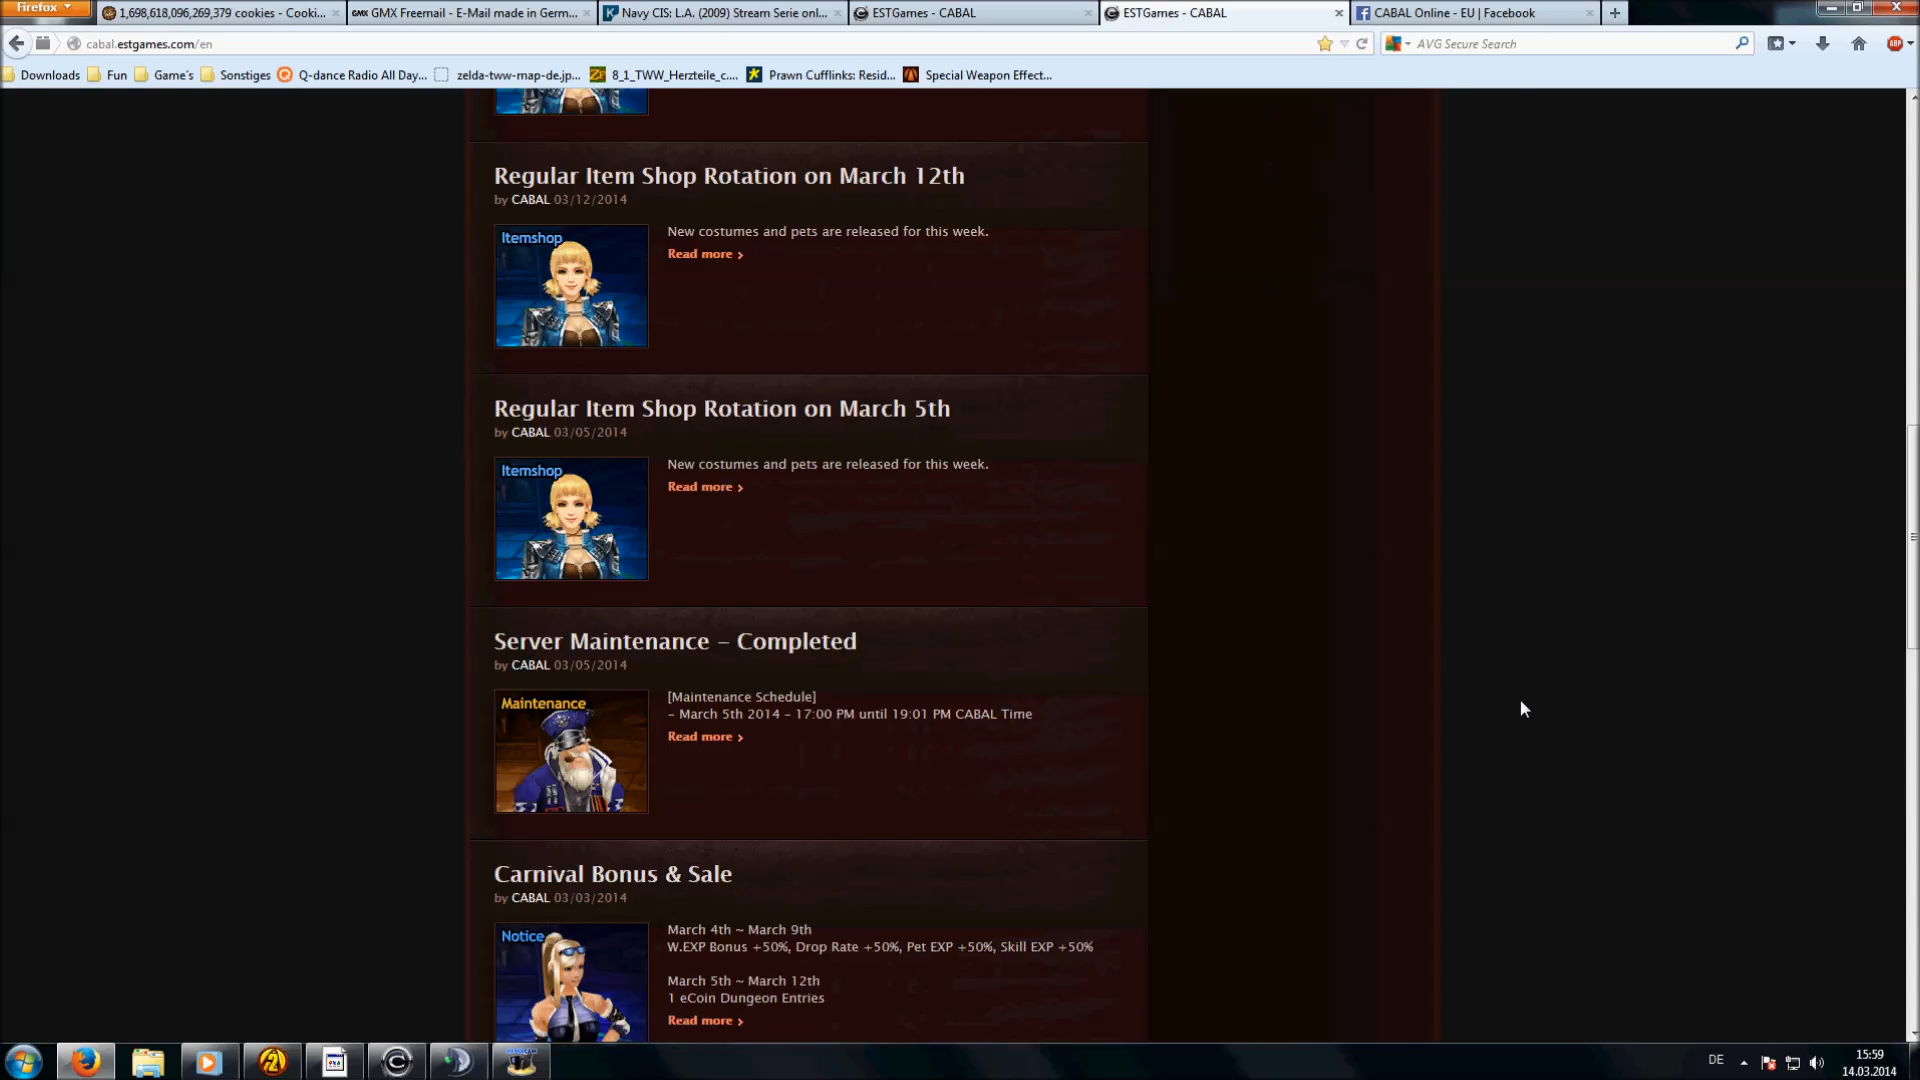 Firefox
1,698,618,096,269,379 cookies - Cooki...
GMX GMX Freemail - E-Mail made in Germ...
Navy CIS: L.A. (2009) Stream Serie onl...
ESTGames - CABAL
ESTGames - CABAL
CABAL Online - EU | Facebook
cabal.estgames.com/en
AVG Secure Search
ABP
Downloads
Fun
Game's
Sonstiges
Q-dance Radio All Day...
zelda-tww-map-de.jp...
8_1_TWW_Herzteile_c....
Prawn Cufflinks: Resid...
Special Weapon Effect...
Regular Item Shop Rotation on March 12th
by CABAL 03/12/2014
Itemshop
New costumes and pets are released for this week.
Read more ›
Regular Item Shop Rotation on March 5th
by CABAL 03/05/2014
Itemshop
New costumes and pets are released for this week.
Read more ›
Server Maintenance – Completed
by CABAL 03/05/2014
Maintenance
[Maintenance Schedule]
– March 5th 2014 – 17:00 PM until 19:01 PM CABAL Time
Read more ›
Carnival Bonus & Sale
by CABAL 03/03/2014
Notice
March 4th ~ March 9th
W.EXP Bonus +50%, Drop Rate +50%, Pet EXP +50%, Skill EXP +50%
March 5th ~ March 12th
1 eCoin Dungeon Entries
Read more ›
DE
15:59
14.03.2014